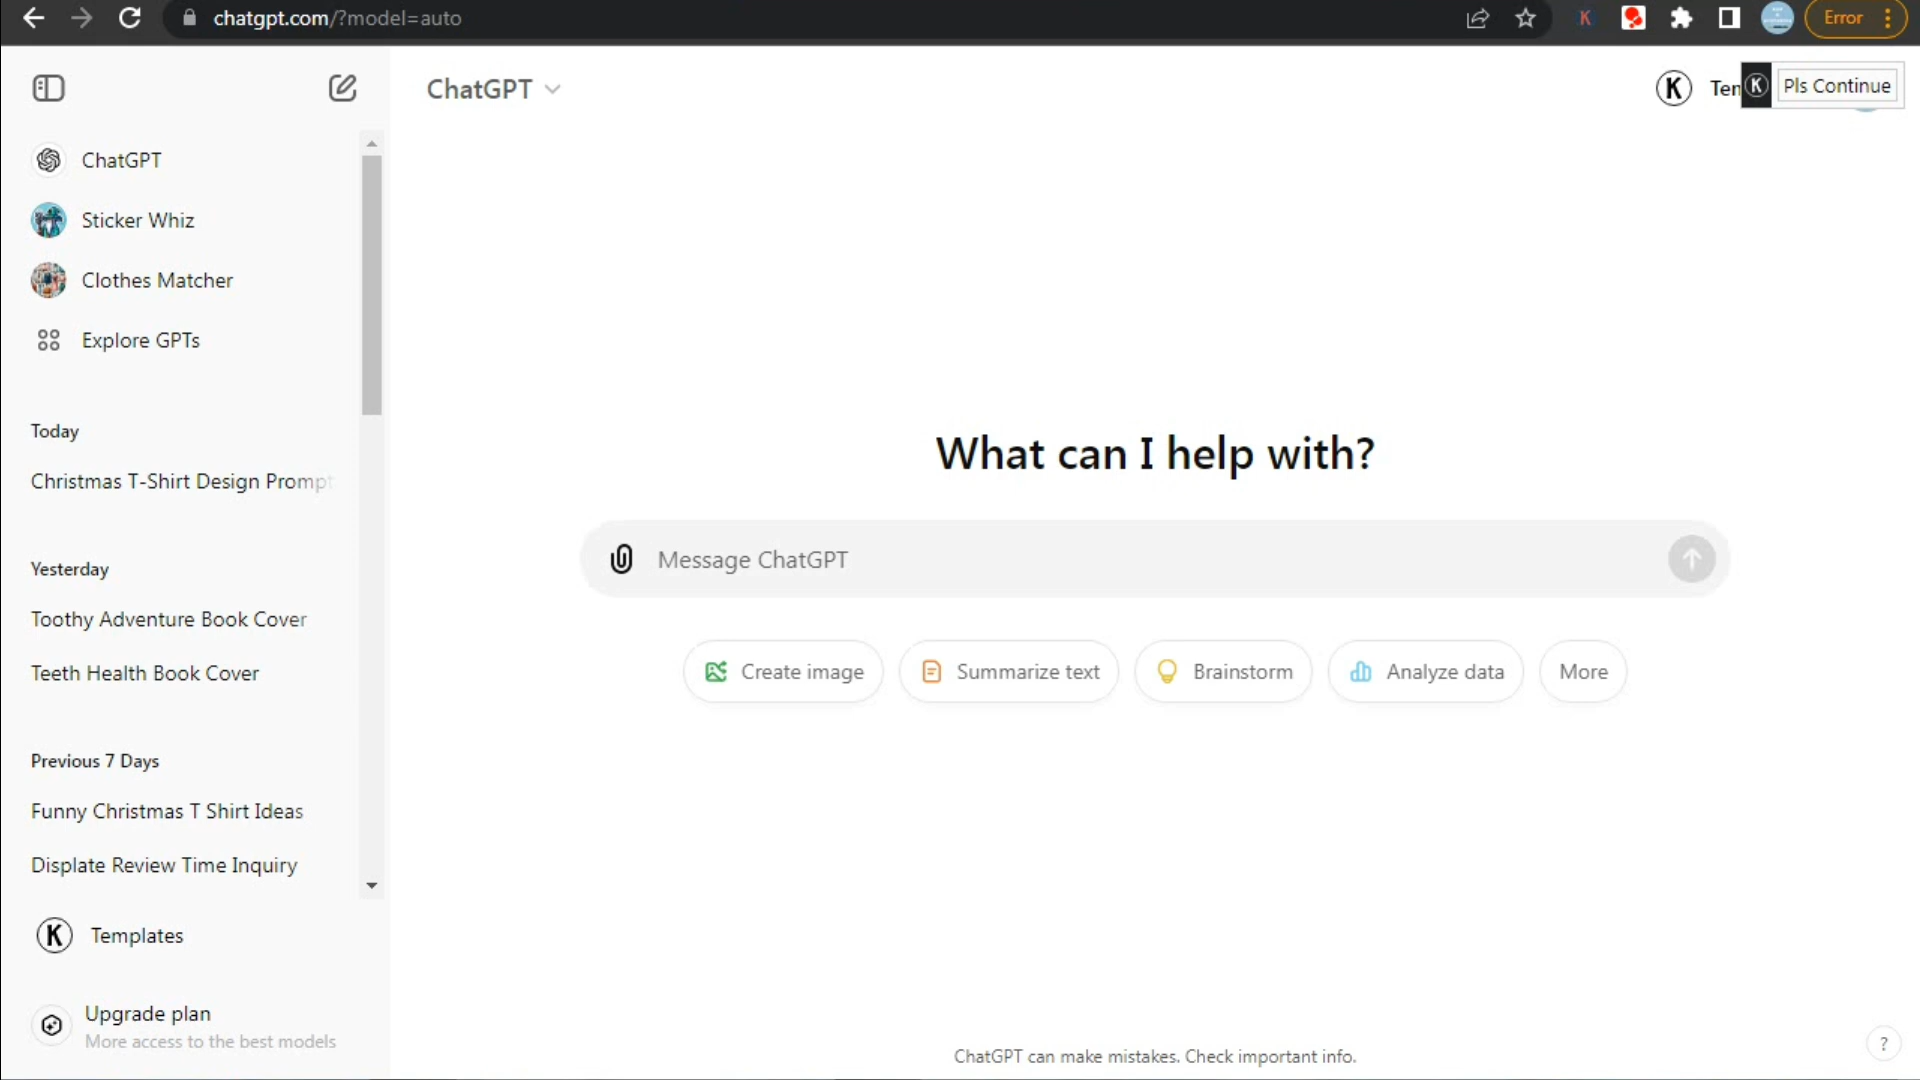 chatgpt.com/?model=auto
K
Error
ChatGPT
K
Ten
K
Pls Continue
ChatGPT
Sticker Whiz
Clothes Matcher
Explore GPTs
Today
Christmas T-Shirt Design Prompt
Yesterday
Toothy Adventure Book Cover
Teeth Health Book Cover
Previous 7 Days
Funny Christmas T Shirt Ideas
Displate Review Time Inquiry
K
Templates
Upgrade plan
More access to the best models
What can I help with?
Message ChatGPT
Create image
Summarize text
Brainstorm
Analyze data
More
ChatGPT can make mistakes. Check important info.
?